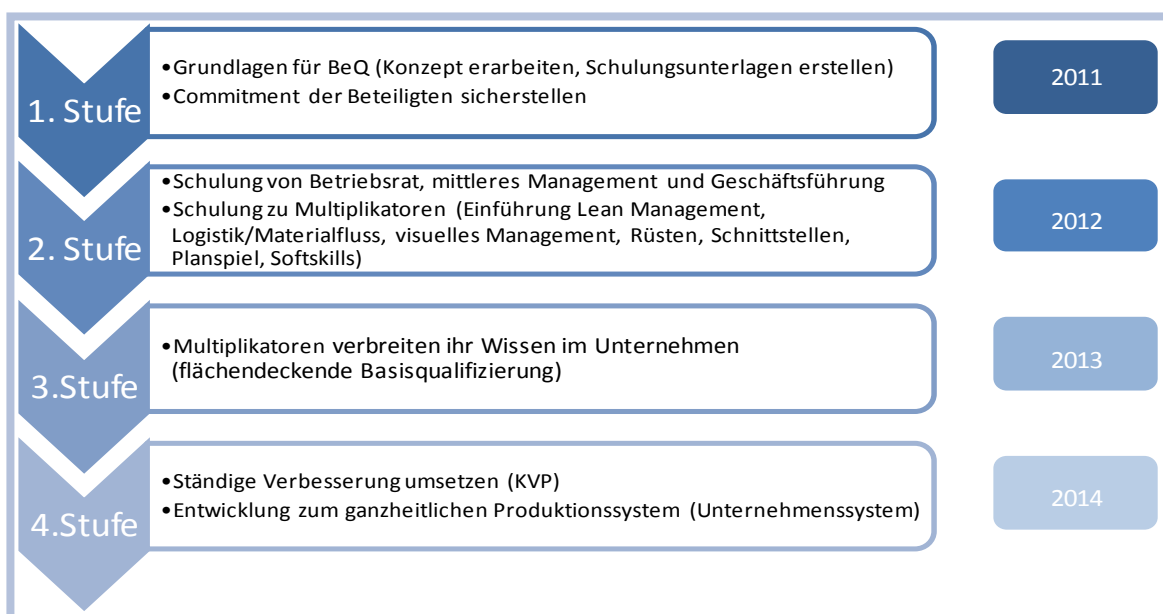 1. Stufe
•Grundlagen für BeQ (Konzept erarbeiten, Schulungsunterlagen erstellen)
•Commitment der Beteiligten sicherstellen
2011
2. Stufe
•Schulung von Betriebsrat, mittleres Management und Geschäftsführung
•Schulung zu Multiplikatoren (Einführung Lean Management,
Logistik/Materialfluss, visuelles Management, Rüsten, Schnittstellen,
Planspiel, Softskills)
2012
3.Stufe
•Multiplikatoren verbreiten ihr Wissen im Unternehmen
(flächendeckende Basisqualifizierung)
2013
4.Stufe
•Ständige Verbesserung umsetzen (KVP)
•Entwicklung zum ganzheitlichen Produktionssystem (Unternehmenssystem)
2014